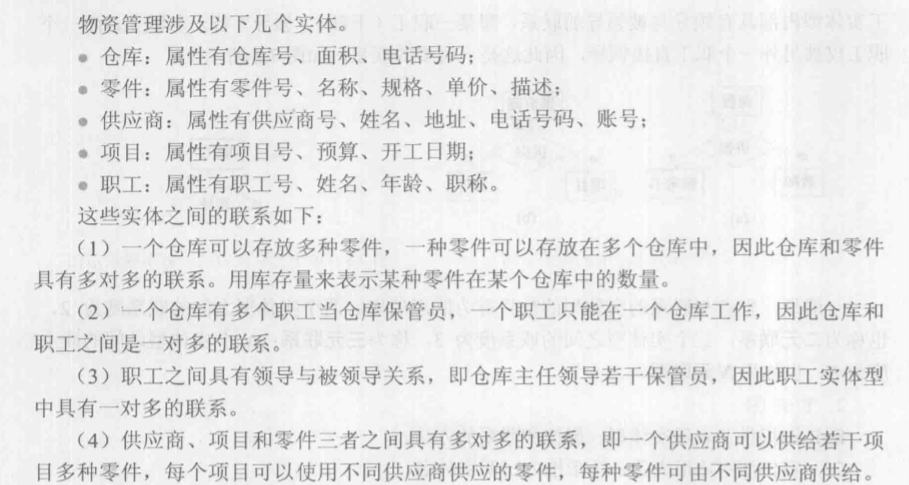 物资管理涉及以下几个实体。
● 仓库：属性有仓库号、面积、电话号码；
● 零件：属性有零件号、名称、规格、单价、描述；
● 供应商：属性有供应商号、姓名、地址、电话号码、账号；
● 项目：属性有项目号、预算、开工日期；
● 职工：属性有职工号、姓名、年龄、职称。
这些实体之间的联系如下：
（1）一个仓库可以存放多种零件，一种零件可以存放在多个仓库中，因此仓库和零件
具有多对多的联系。用库存量来表示某种零件在某个仓库中的数量。
（2）一个仓库有多个职工当仓库保管员，一个职工只能在一个仓库工作，因此仓库和
职工之间是一对多的联系。
（3）职工之间具有领导与被领导关系，即仓库主任领导若干保管员，因此职工实体型
中具有一对多的联系。
（4）供应商、项目和零件三者之间具有多对多的联系，即一个供应商可以供给若干项
目多种零件，每个项目可以使用不同供应商供应的零件，每种零件可由不同供应商供给。